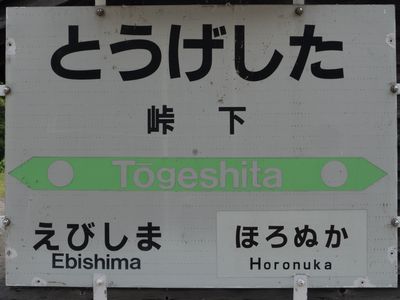 とうげした
峠下
Tōgeshita
えびしま ほろぬか
Ebishima Horonuka